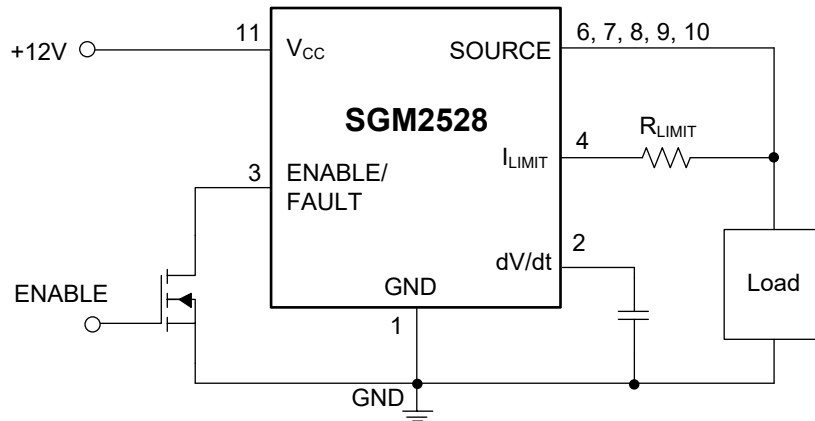 11
6, 7, 8, 9, 10
+12V
VCC
SOURCE
SGM2528
RLIMIT
4
ILIMIT
3
ENABLE/
FAULT
2
dV/dt
Load
ENABLE
GND
1
GND